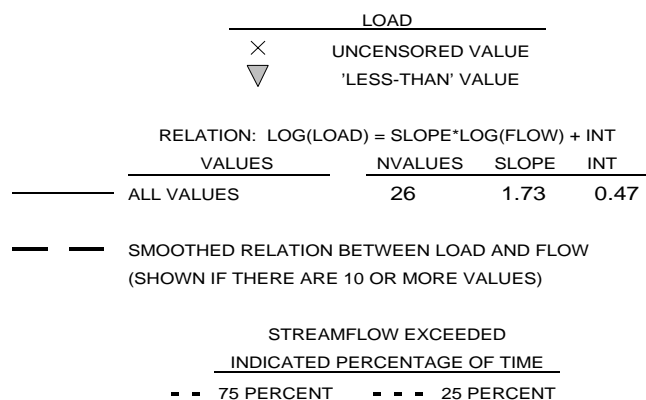 LOAD
UNCENSORED VALUE
'LESS-THAN' VALUE
RELATION: LOG(LOAD) = SLOPE*LOG(FLOW) + INT
VALUES NVALUES SLOPE INT
ALL VALUES 26 1.73 0.47
SMOOTHED RELATION BETWEEN LOAD AND FLOW
(SHOWN IF THERE ARE 10 OR MORE VALUES)
STREAMFLOW EXCEEDED
INDICATED PERCENTAGE OF TIME
75 PERCENT 25 PERCENT